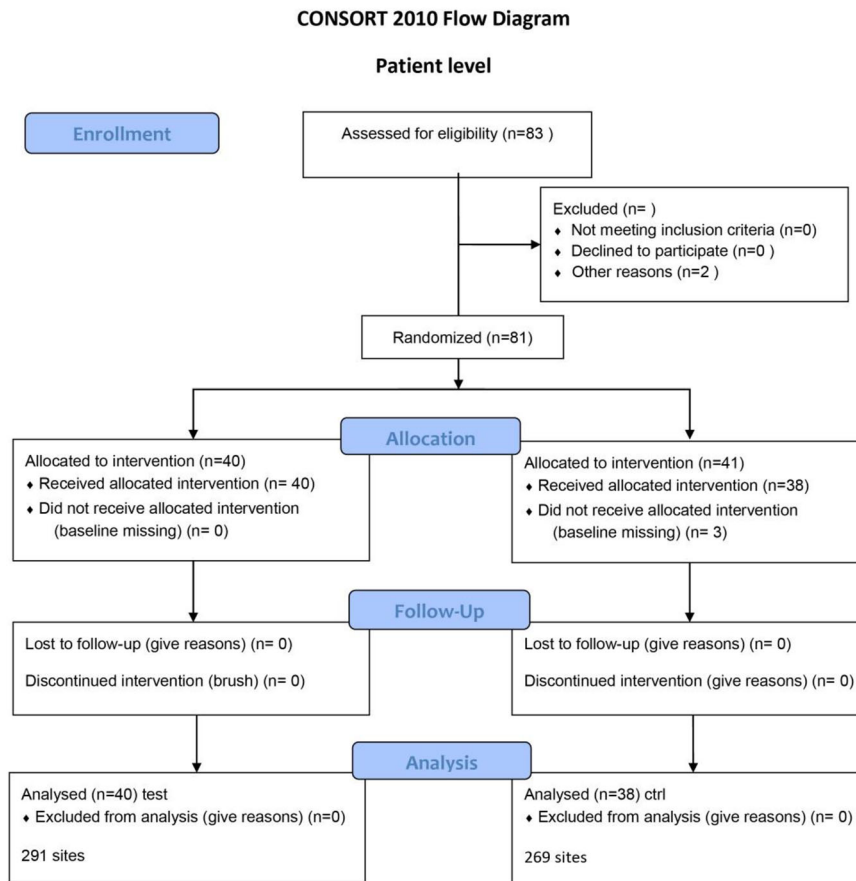 CONSORT 2010 Flow Diagram
Patient level
Enrollment
Assessed for eligibility (n=83 )
Excluded (n= )
♦ Not meeting inclusion criteria (n=0)
♦ Declined to participate (n=0 )
♦ Other reasons (n=2 )
Randomized (n=81)
Allocation
Allocated to intervention (n=40)
♦ Received allocated intervention (n= 40)
♦ Did not receive allocated intervention
(baseline missing) (n= 0)
Allocated to intervention (n=41)
♦ Received allocated intervention (n=38)
♦ Did not receive allocated intervention
(baseline missing) (n= 3)
Follow-Up
Lost to follow-up (give reasons) (n= 0)
Discontinued intervention (brush) (n= 0)
Lost to follow-up (give reasons) (n= 0)
Discontinued intervention (give reasons) (n= 0)
Analysis
Analysed (n=40) test
♦ Excluded from analysis (give reasons) (n=0)
291 sites
Analysed (n=38) ctrl
♦ Excluded from analysis (give reasons) (n= 0)
269 sites